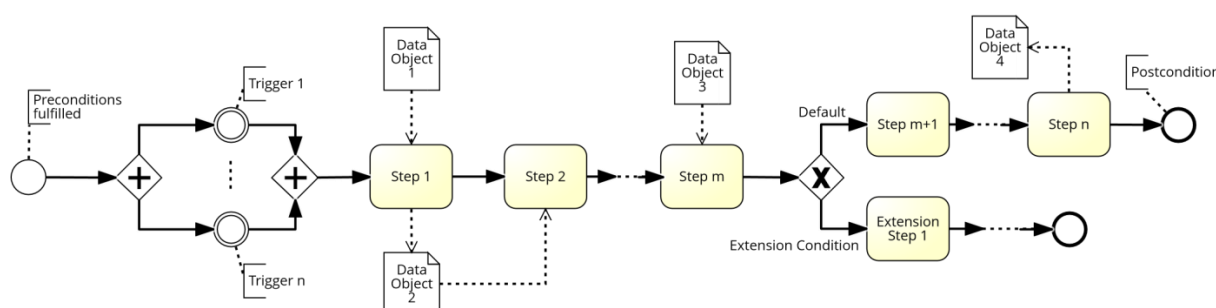 Preconditions
fulfilled
Trigger 1
Trigger n
Data
Object
1
Step 1
Data
Object
2
Step 2
Data
Object
3
Step m
Default
Extension Condition
Step m+1
Extension
Step 1
Data
Object
4
Step n
Postcondition